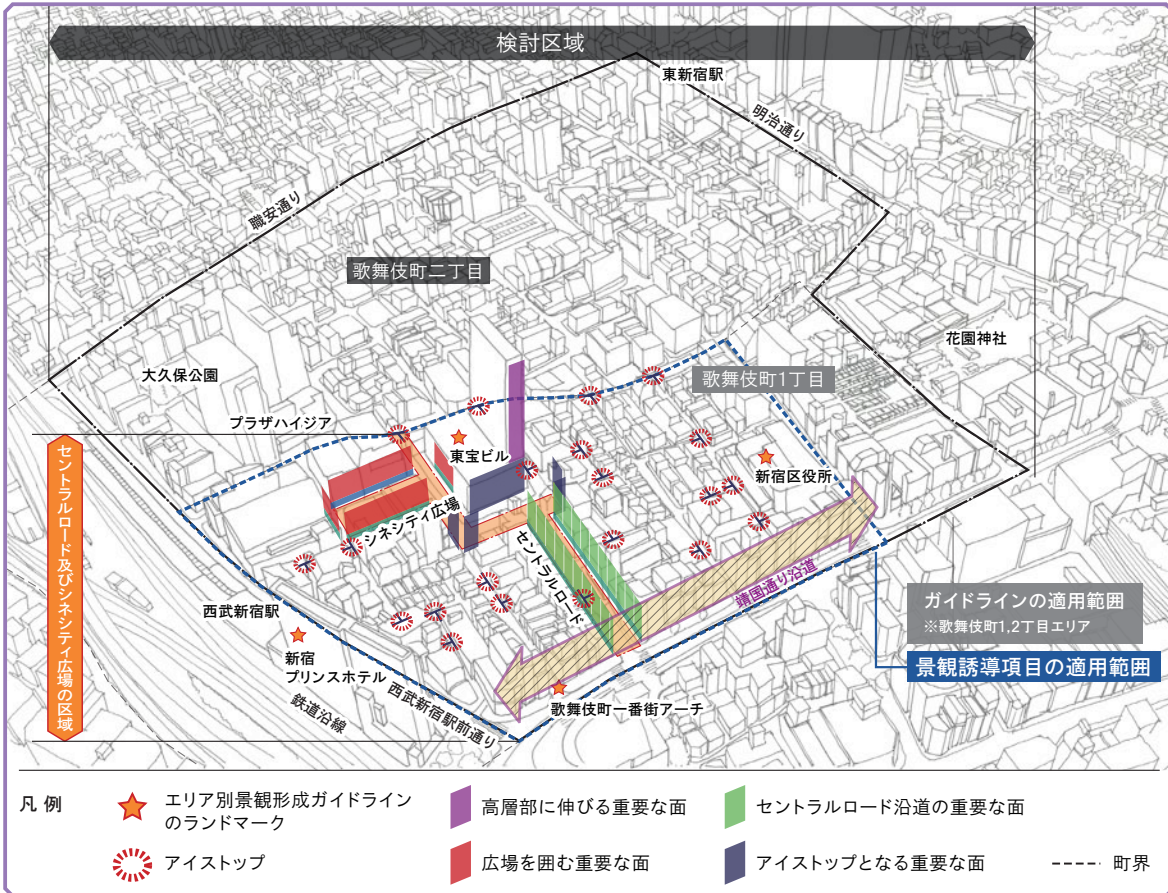 検討区域
東新宿駅
明治通り
職安通り
歌舞伎町二丁目
花園神社
大久保公園
歌舞伎町1丁目
プラザハイジア
東宝ビル
新宿区役所
セントラルロード及びシネシティ広場の区域
シネシティ広場
セントラルロード
靖国通り沿道
ガイドラインの適用範囲
※歌舞伎町1,2丁目エリア
西武新宿駅
景観誘導項目の適用範囲
新宿
プリンスホテル
西武新宿駅前通り
歌舞伎町一番街アーチ
鉄道沿線
凡例
エリア別景観形成ガイドライン
のランドマーク
高層部に伸びる重要な面
セントラルロード沿道の重要な面
アイストップ
広場を囲む重要な面
アイストップとなる重要な面
町界